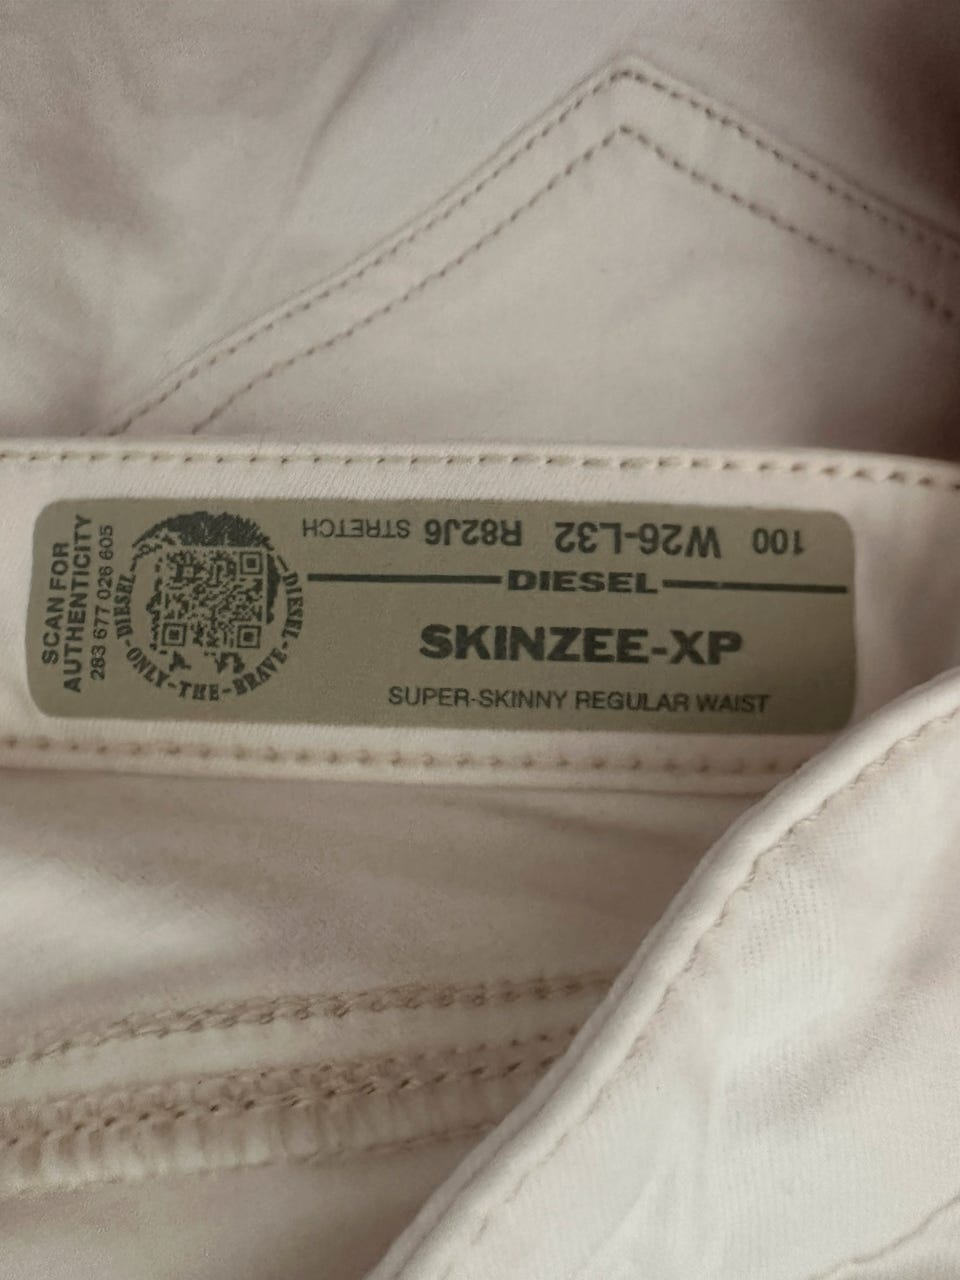 SCAN FOR
AUTHENTICITY
283 677 026 605
DIESEL
DIESEL
-ONLY-THE-BRAVE-
100 W26-L32 R82J6 STRETCH
DIESEL
SKINZEE-XP
SUPER-SKINNY REGULAR WAIST